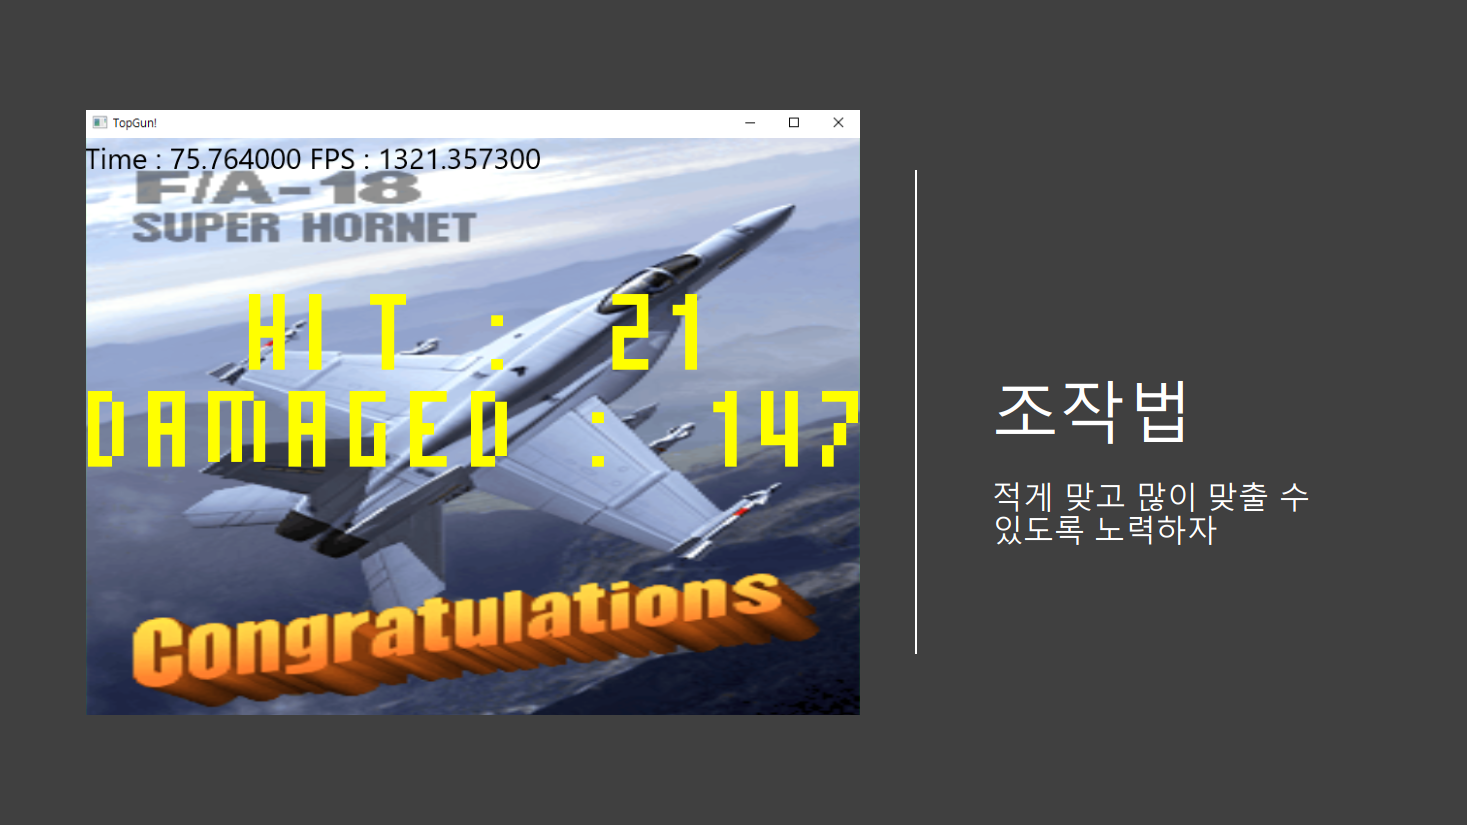 TopGun!
Time : 75.764000 FPS : 1321.357300
F/A-18
SUPER HORNET
HIT : 21
DAMAGED : 147
Congratulations
조작법
적게 맞고 많이 맞출 수
있도록 노력하자